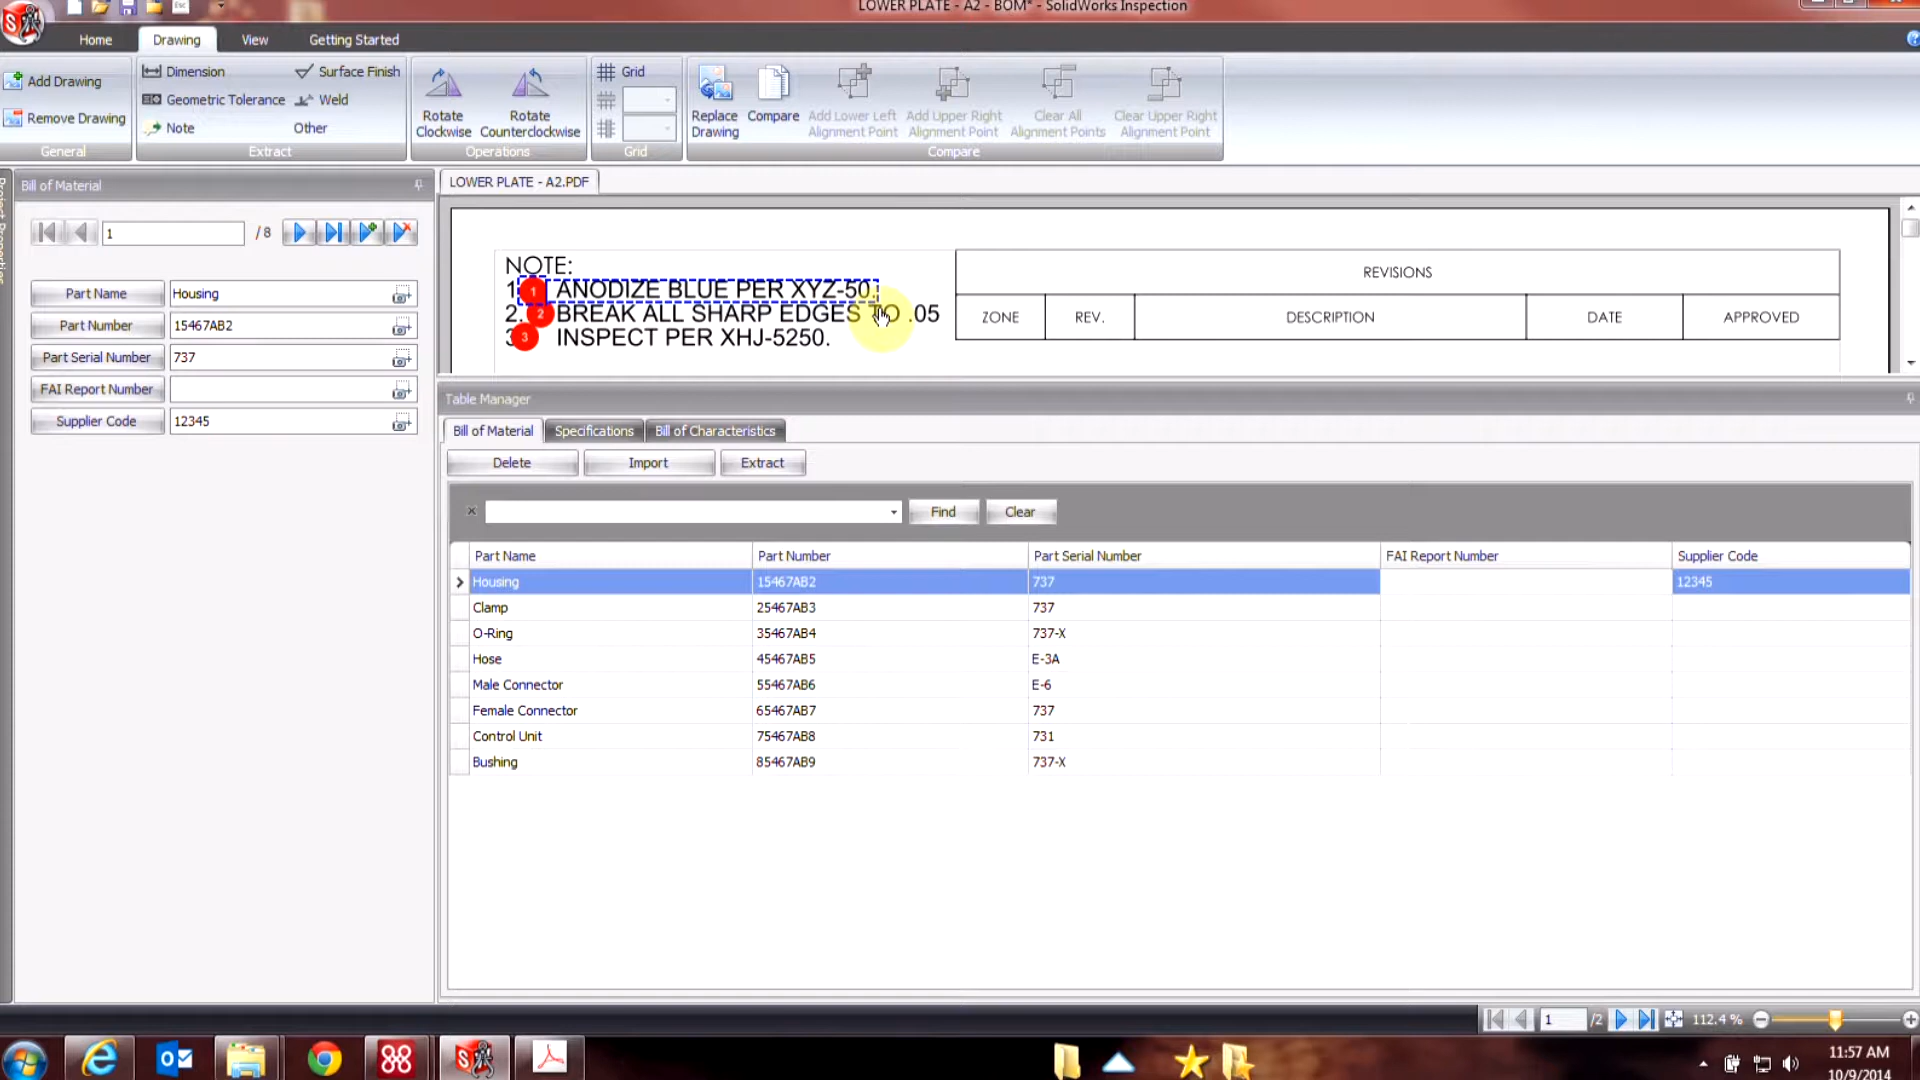 LOWER PLATE - A2 - BOM* - SolidWorks Inspection
Home
Drawing
View
Getting Started
Add Drawing
Remove Drawing
General
Dimension
Surface Finish
Geometric Tolerance
Weld
Note
Other
Extract
Rotate Clockwise
Rotate Counterclockwise
Operations
Grid
Grid
Replace Drawing
Compare
Add Lower Left Alignment Point
Add Upper Right Alignment Point
Clear All Alignment Points
Clear Upper Right Alignment Point
Compare
Bill of Material
1 / 8
Part Name Housing
Part Number 15467AB2
Part Serial Number 737
FAI Report Number
Supplier Code 12345
LOWER PLATE - A2.PDF
NOTE:
1 1 ANODIZE BLUE PER XYZ-50.
2. 2 BREAK ALL SHARP EDGES TO .05
3 3 INSPECT PER XHJ-5250.
REVISIONS
ZONE REV. DESCRIPTION DATE APPROVED
Table Manager
Bill of Material Specifications Bill of Characteristics
Delete Import Extract
Find Clear
Part Name Part Number Part Serial Number FAI Report Number Supplier Code
Housing 15467AB2 737 12345
Clamp 25467AB3 737
O-Ring 35467AB4 737-X
Hose 45467AB5 E-3A
Male Connector 55467AB6 E-6
Female Connector 65467AB7 737
Control Unit 75467AB8 731
Bushing 85467AB9 737-X
1 /2 112.4 %
11:57 AM
10/9/2014